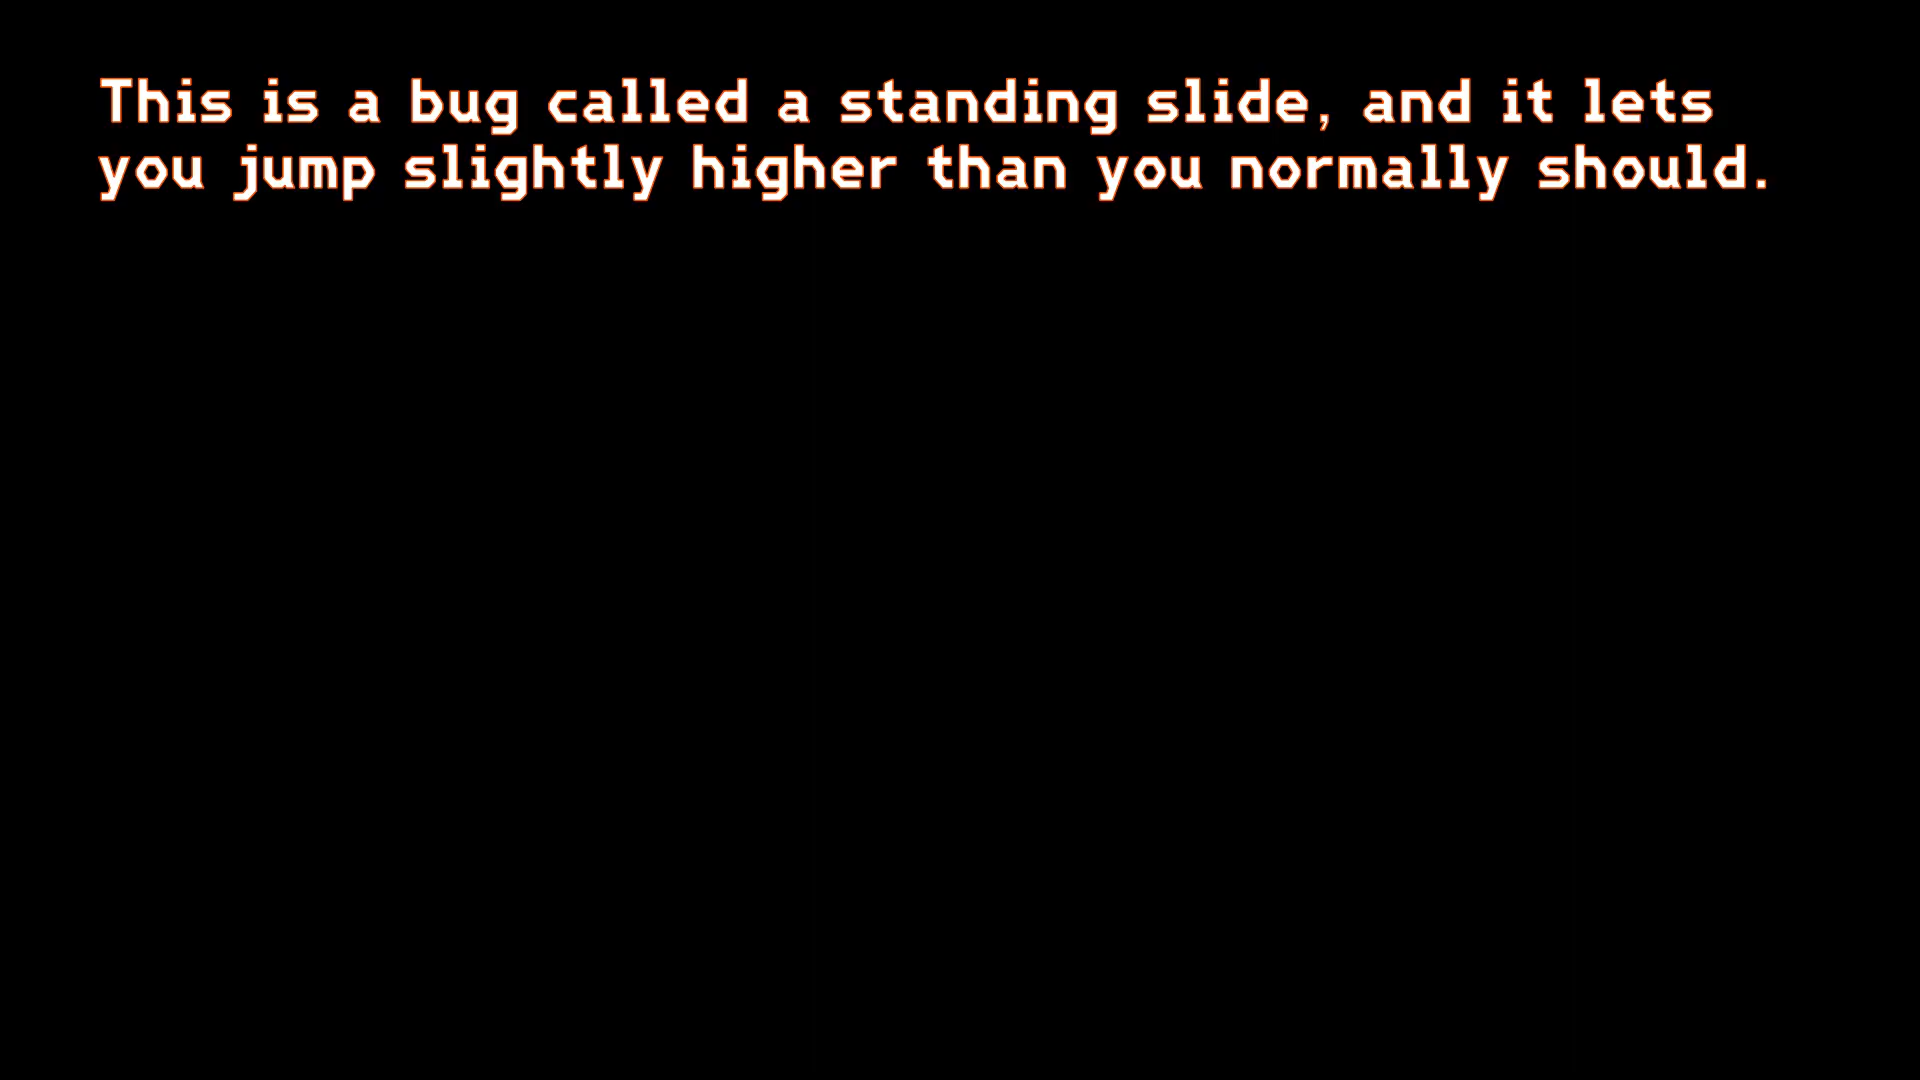 This is a bug called a standing slide, and it lets
you jump slightly higher than you normally should.